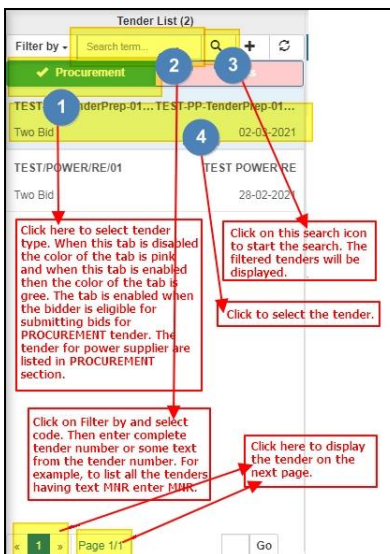 Tender List (2)
Filter by Search term...
Procurement
2
3
TEST/ enderPrep-01... TEST-PP-TenderPrep-01...
1
4
Two Bid 02-03-2021
TEST/POWER/RE/01 TEST POWER RE
Two Bid 28-02-2021
Click here to select tender
type. When this tab is disabled
the color of the tab is pink
and when this tab is enabled
then the color of the tab is
gree. The tab is enabled when
the bidder is eligible for
submitting bids for
PROCUREMENT tender. The
tender for power supplier are
listed in PROCUREMENT
section.
Click on this search icon
to start the search. The
filtered tenders will be
displayed.
Click to select the tender.
Click on Filter by and select
code. Then enter complete
tender number or some text
from the tender number. For
example, to list all the tenders
having text MNR enter MNR.
Click here to display
the tender on the
next page.
« 1 » Page 1/1 Go